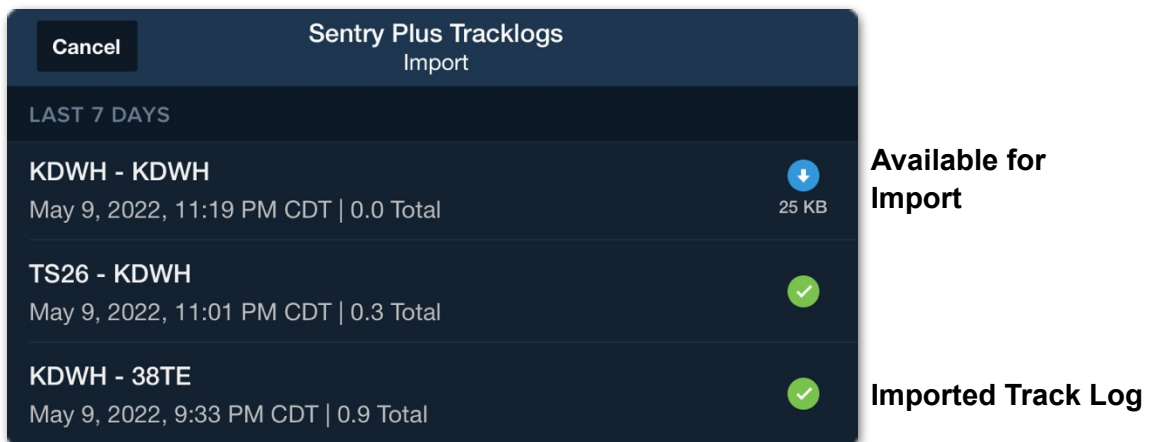 Cancel
Sentry Plus Tracklogs
Import
LAST 7 DAYS
KDWH - KDWH
May 9, 2022, 11:19 PM CDT | 0.0 Total
25 KB
Available for
Import
TS26 - KDWH
May 9, 2022, 11:01 PM CDT | 0.3 Total
KDWH - 38TE
May 9, 2022, 9:33 PM CDT | 0.9 Total
Imported Track Log